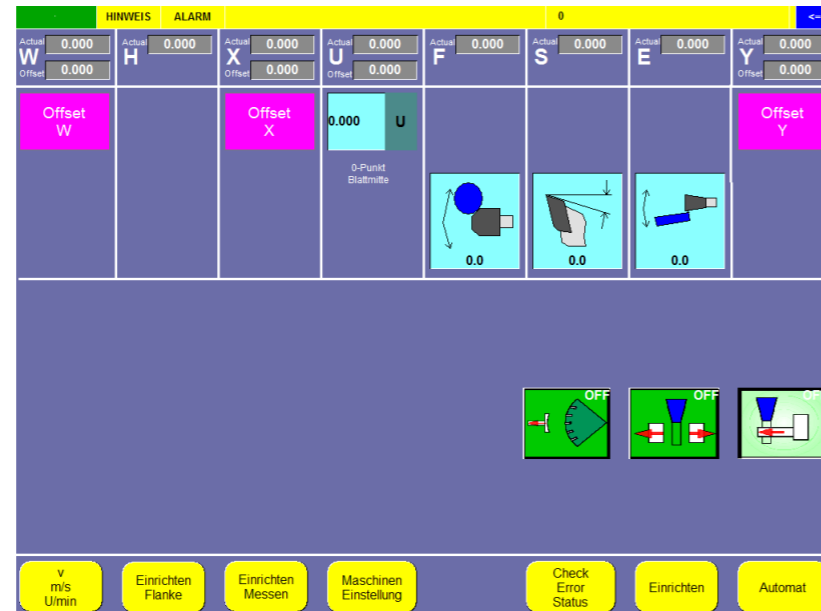 HINWEIS ALARM 0 <=
Actual 0.000 Actual 0.000 Actual 0.000 Actual 0.000 Actual 0.000 Actual 0.000 Actual 0.000 Actual 0.000
W H X U F S E Y
Offset 0.000 Offset 0.000 Offset 0.000 Offset 0.000
Offset
W
Offset
X
0.000 U
Offset
Y
0-Punkt
Blattmitte
0.0 0.0 0.0
OFF OFF OFF
v
m/s
U/min
Einrichten
Flanke
Einrichten
Messen
Maschinen
Einstellung
Check
Error
Status
Einrichten
Automat